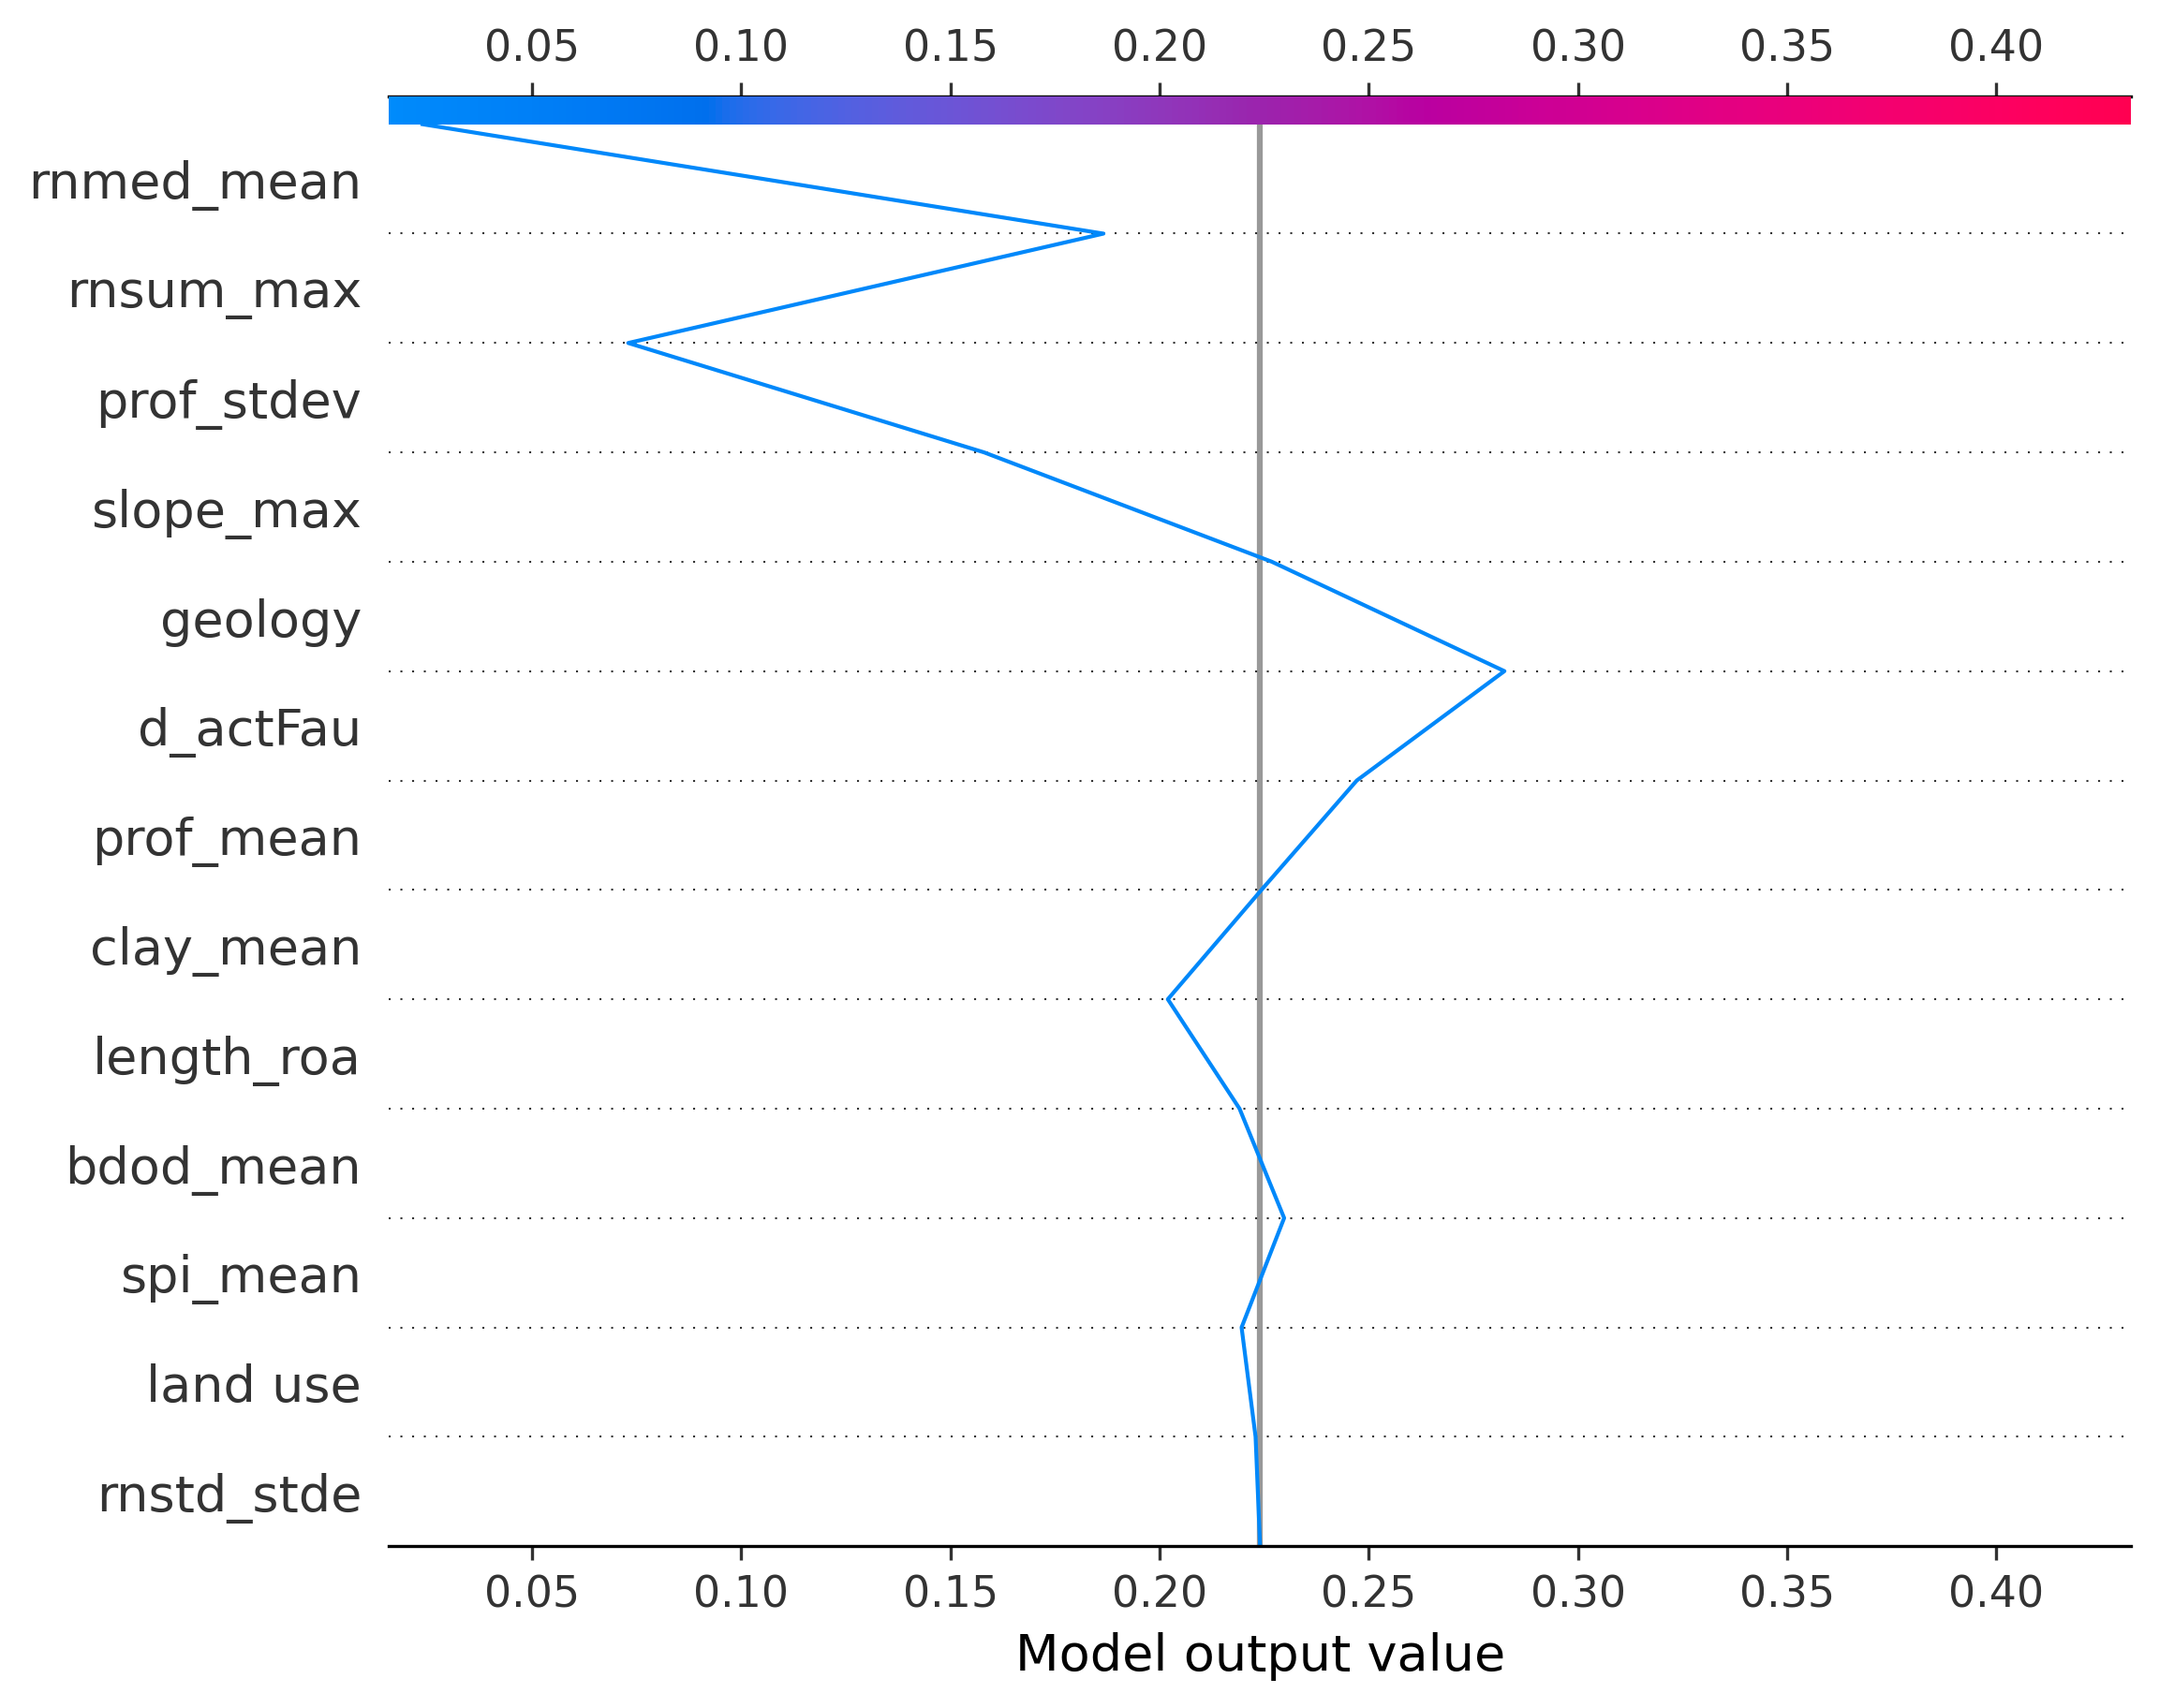 0.05 0.10 0.15 0.20 0.25 0.30 0.35 0.40
rnmed_mean
rnsum_max
prof_stdev
slope_max
geology
d_actFau
prof_mean
clay_mean
length_roa
bdod_mean
spi_mean
land use
rnstd_stde
0.05 0.10 0.15 0.20 0.25 0.30 0.35 0.40
Model output value